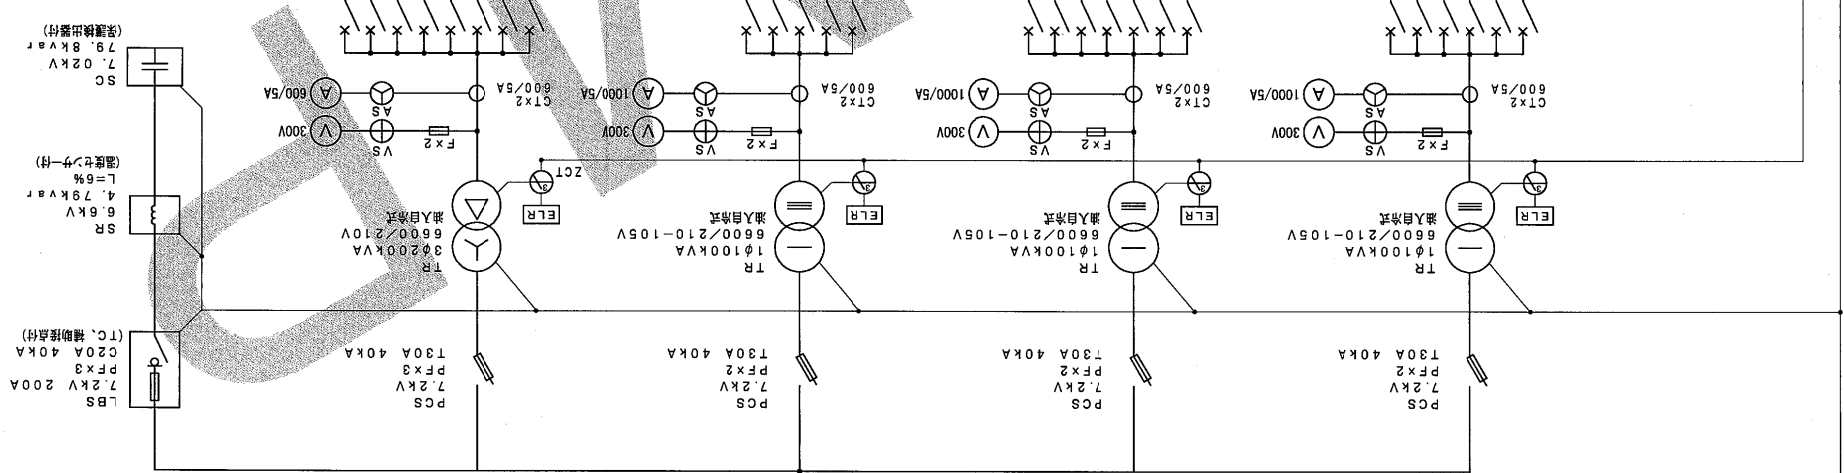 PCS
7.2kV
PF×2
T30A 40kA
TR
1φ100kVA
6600/210-105V
油入自冷式
ELR
F×2
VS
V
300V
CT×2
600/5A
AS
A
1000/5A
PCS
7.2kV
PF×2
T30A 40kA
TR
1φ100kVA
6600/210-105V
油入自冷式
ELR
F×2
VS
V
300V
CT×2
600/5A
AS
A
1000/5A
PCS
7.2kV
PF×2
T30A 40kA
TR
1φ100kVA
6600/210-105V
油入自冷式
ELR
F×2
VS
V
300V
CT×2
600/5A
AS
A
1000/5A
PCS
7.2kV
PF×3
T30A 40kA
TR
3φ200kVA
6600/210V
油入自冷式
ELR
ZCT
F×2
VS
V
300V
CT×2
600/5A
AS
A
600/5A
LBS
7.2kV 200A
PF×3
C20A 40kA
(TC、補助接点付)
SR
6.6kV
4.79kvar
L=6%
(温度センサー付)
SC
7.02kV
79.8kvar
(保護検出器付)